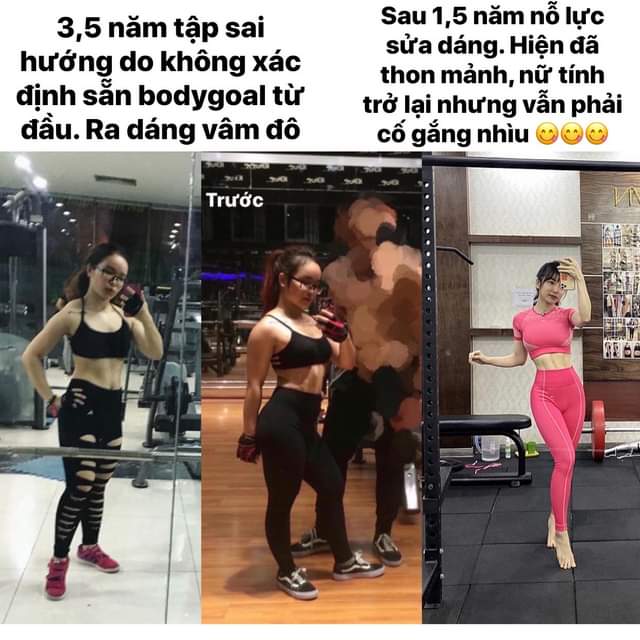 3,5 năm tập sai
hướng do không xác
định sẵn bodygoal từ
đầu. Ra dáng vâm đô
Sau 1,5 năm nỗ lực
sửa dáng. Hiện đã
thon mảnh, nữ tính
trở lại nhưng vẫn phải
cố gắng nhìu 😋😋😋
Trước